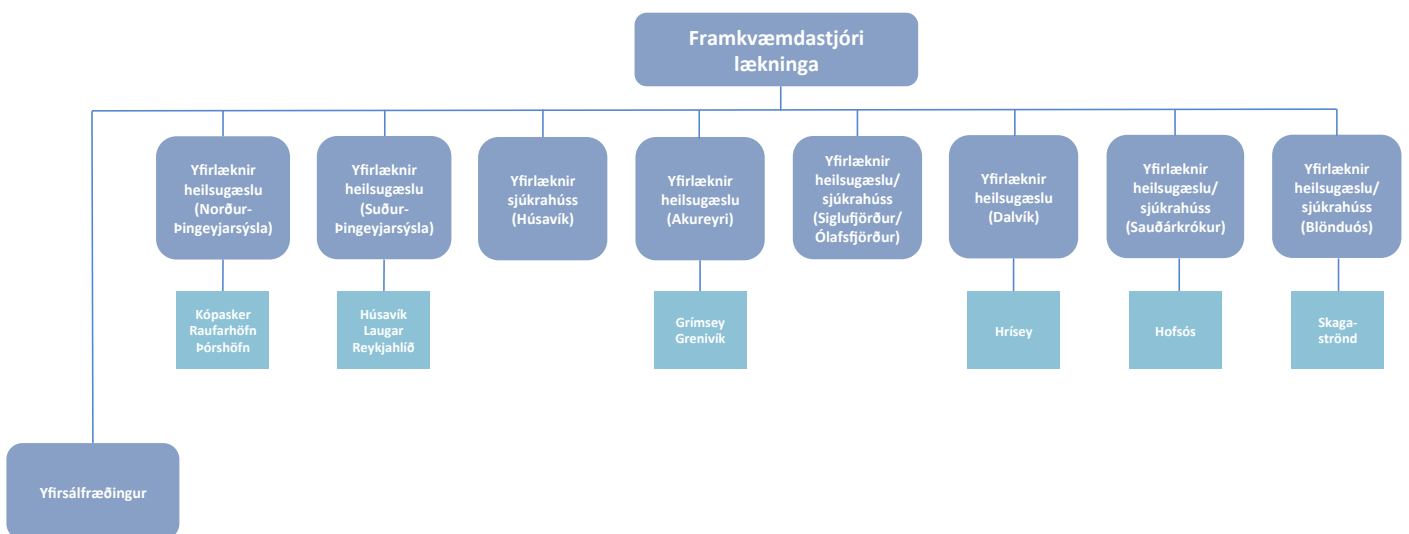 Framkvæmdastjóri
lækninga
Yfirlæknir
heilsugæslu
(Norður-
Þingeyjarsýsla)
Yfirlæknir
heilsugæslu
(Suður-
Þingeyjarsýsla)
Yfirlæknir
sjúkrahúss
(Húsavík)
Yfirlæknir
heilsugæslu
(Akureyri)
Yfirlæknir
heilsugæslu/
sjúkrahúss
(Siglufjörður/
Ólafsfjörður)
Yfirlæknir
heilsugæslu
(Dalvík)
Yfirlæknir
heilsugæslu/
sjúkrahúss
(Sauðárkrókur)
Yfirlæknir
heilsugæslu/
sjúkrahúss
(Blönduós)
Kópasker
Raufarhöfn
Þórshöfn
Húsavík
Laugar
Reykjahlið
Grímsey
Grenivík
Hrísey
Hofsós
Skaga-
strönd
Yfirsálfræðingur